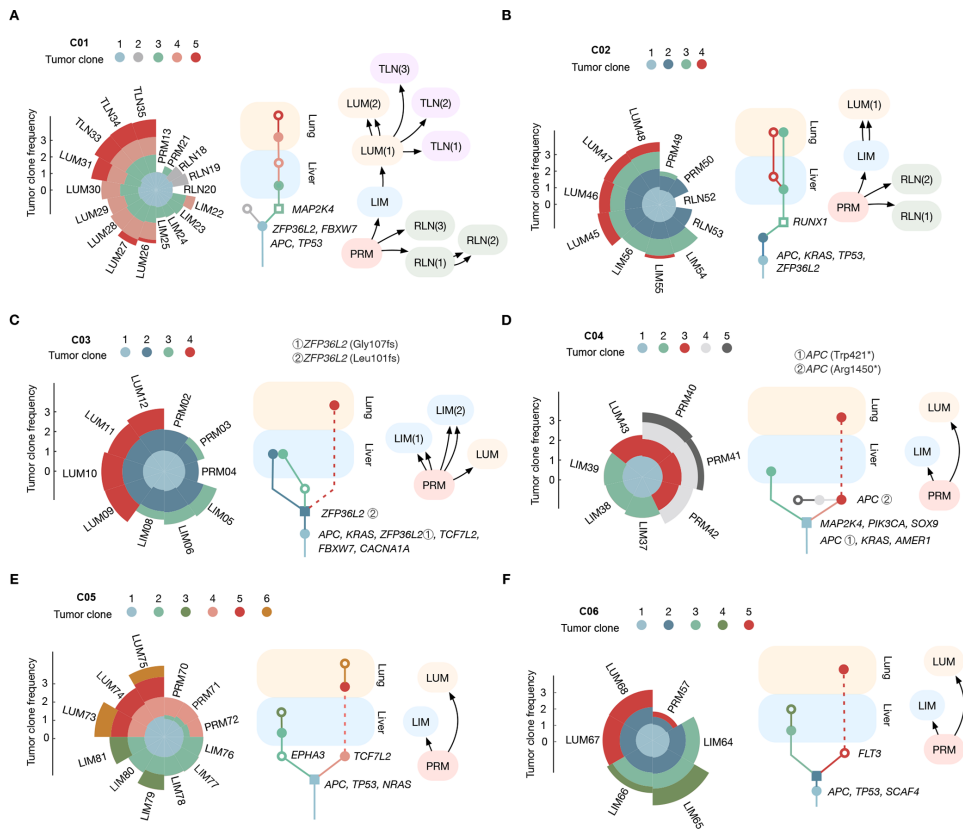 A
C01
1 2 3 4 5
Tumor clone
Tumor clone frequency
3
2
1
0
TLN35
TLN34
TLN33
LUM31
LUM30
LUM29
LUM28
LUM27
LUM26
LIM25
LIM24
LIM23
LIM22
RLN20
RLN19
RLN18
PRM21
PRM13
Lung
Liver
MAP2K4
ZFP36L2, FBXW7
APC, TP53
TLN(3)
LUM(2)
TLN(2)
LUM(1)
TLN(1)
LIM
RLN(3)
RLN(2)
PRM
RLN(1)
B
C02
1 2 3 4
Tumor clone
Tumor clone frequency
3
2
1
0
LUM48
LUM47
LUM46
LUM45
LIM56
LIM55
LIM54
RLN53
RLN52
PRM50
PRM49
Lung
Liver
RUNX1
APC, KRAS, TP53,
ZFP36L2
LUM(1)
LIM
RLN(2)
PRM
RLN(1)
C
C03
1 2 3 4
Tumor clone
①ZFP36L2 (Gly107fs)
②ZFP36L2 (Leu101fs)
Tumor clone frequency
3
2
1
0
LUM12
LUM11
LUM10
LUM09
LIM08
LIM06
LIM05
PRM04
PRM03
PRM02
Lung
Liver
ZFP36L2 ②
APC, KRAS, ZFP36L2①, TCF7L2,
FBXW7, CACNA1A
LIM(2)
LIM(1)
LUM
PRM
D
C04
1 2 3 4 5
Tumor clone
①APC (Trp421*)
②APC (Arg1450*)
Tumor clone frequency
3
2
1
0
LUM43
LIM39
LIM38
LIM37
PRM42
PRM41
PRM40
Lung
Liver
APC ②
MAP2K4, PIK3CA, SOX9
APC ①, KRAS, AMER1
LUM
LIM
PRM
E
C05
1 2 3 4 5 6
Tumor clone
Tumor clone frequency
3
2
1
0
LUM75
LUM74
LUM73
LIM81
LIM80
LIM79
LIM78
LIM77
LIM76
PRM72
PRM71
PRM70
Lung
Liver
EPHA3
TCF7L2
APC, TP53, NRAS
LUM
LIM
PRM
F
C06
1 2 3 4 5
Tumor clone
Tumor clone frequency
3
2
1
0
LUM68
LUM67
LIM66
LIM65
LIM64
PRM57
Lung
Liver
FLT3
APC, TP53, SCAF4
LUM
LIM
PRM